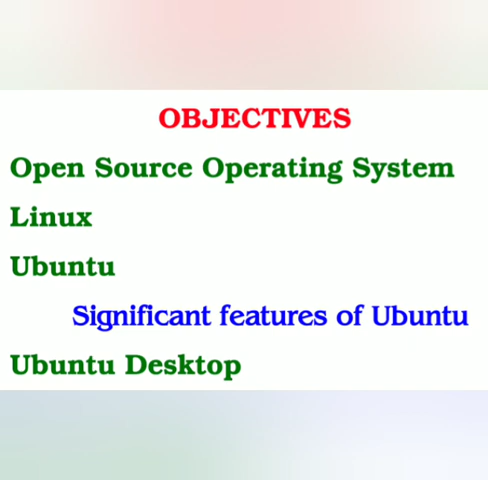 OBJECTIVES
Open Source Operating System
Linux
Ubuntu
Significant features of Ubuntu
Ubuntu Desktop